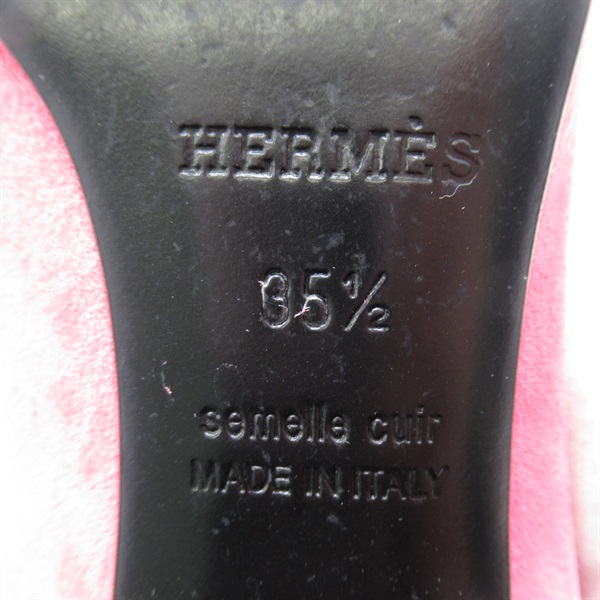 HERMÈS
35½
semelle cuir
MADE IN ITALY